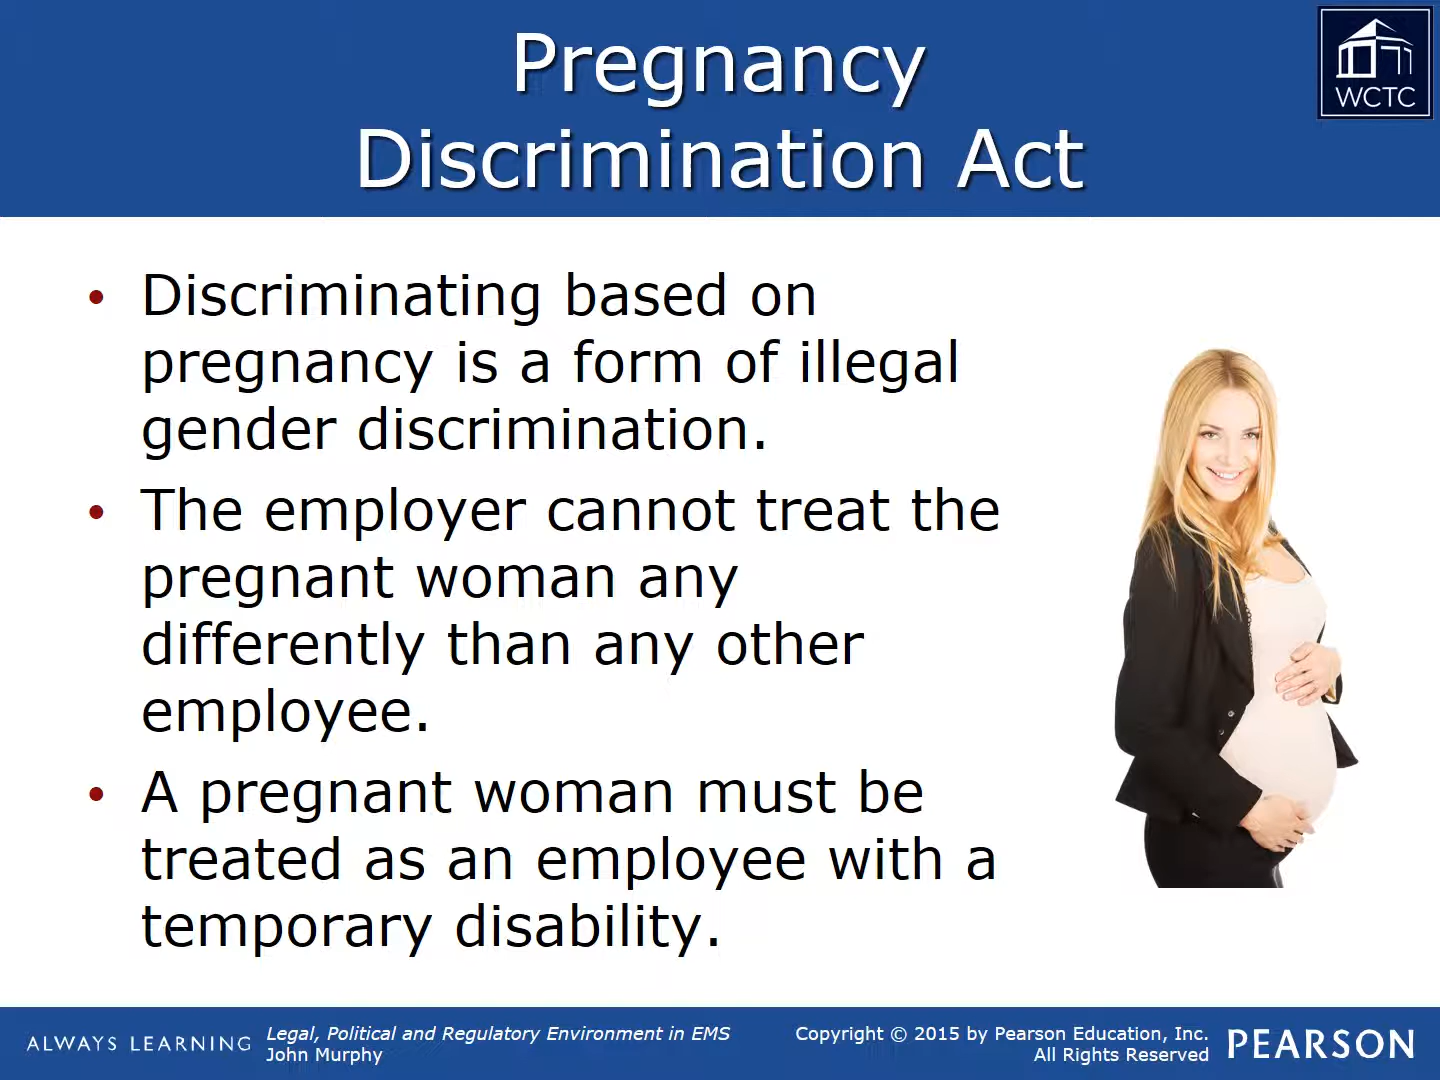 Pregnancy
Discrimination Act
WCTC
• Discriminating based on
pregnancy is a form of illegal
gender discrimination.
• The employer cannot treat the
pregnant woman any
differently than any other
employee.
• A pregnant woman must be
treated as an employee with a
temporary disability.
ALWAYS LEARNING
Legal, Political and Regulatory Environment in EMS
John Murphy
Copyright © 2015 by Pearson Education, Inc.
All Rights Reserved
PEARSON